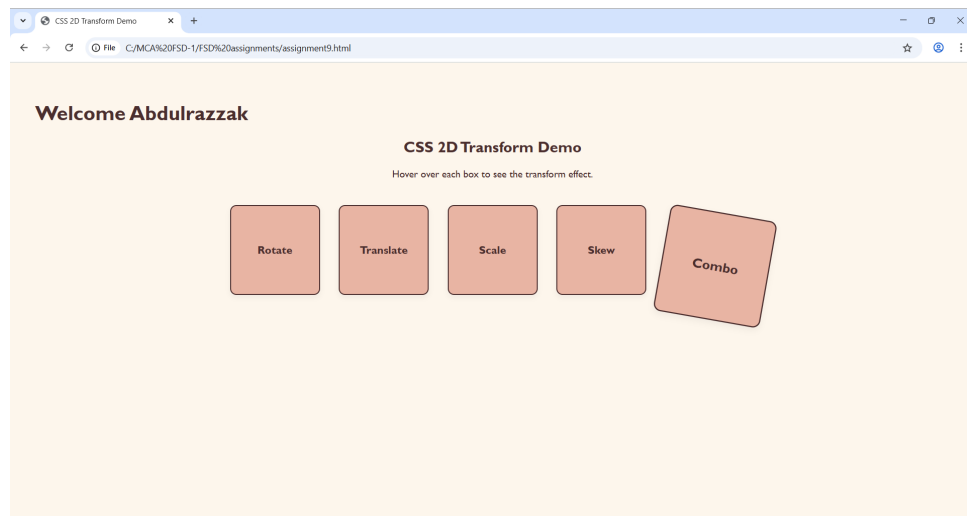 CSS 2D Transform Demo
File C:/MCA%20FSD-1/FSD%20assignments/assignment9.html
Welcome Abdulrazzak
CSS 2D Transform Demo
Hover over each box to see the transform effect.
Rotate Translate Scale Skew Combo